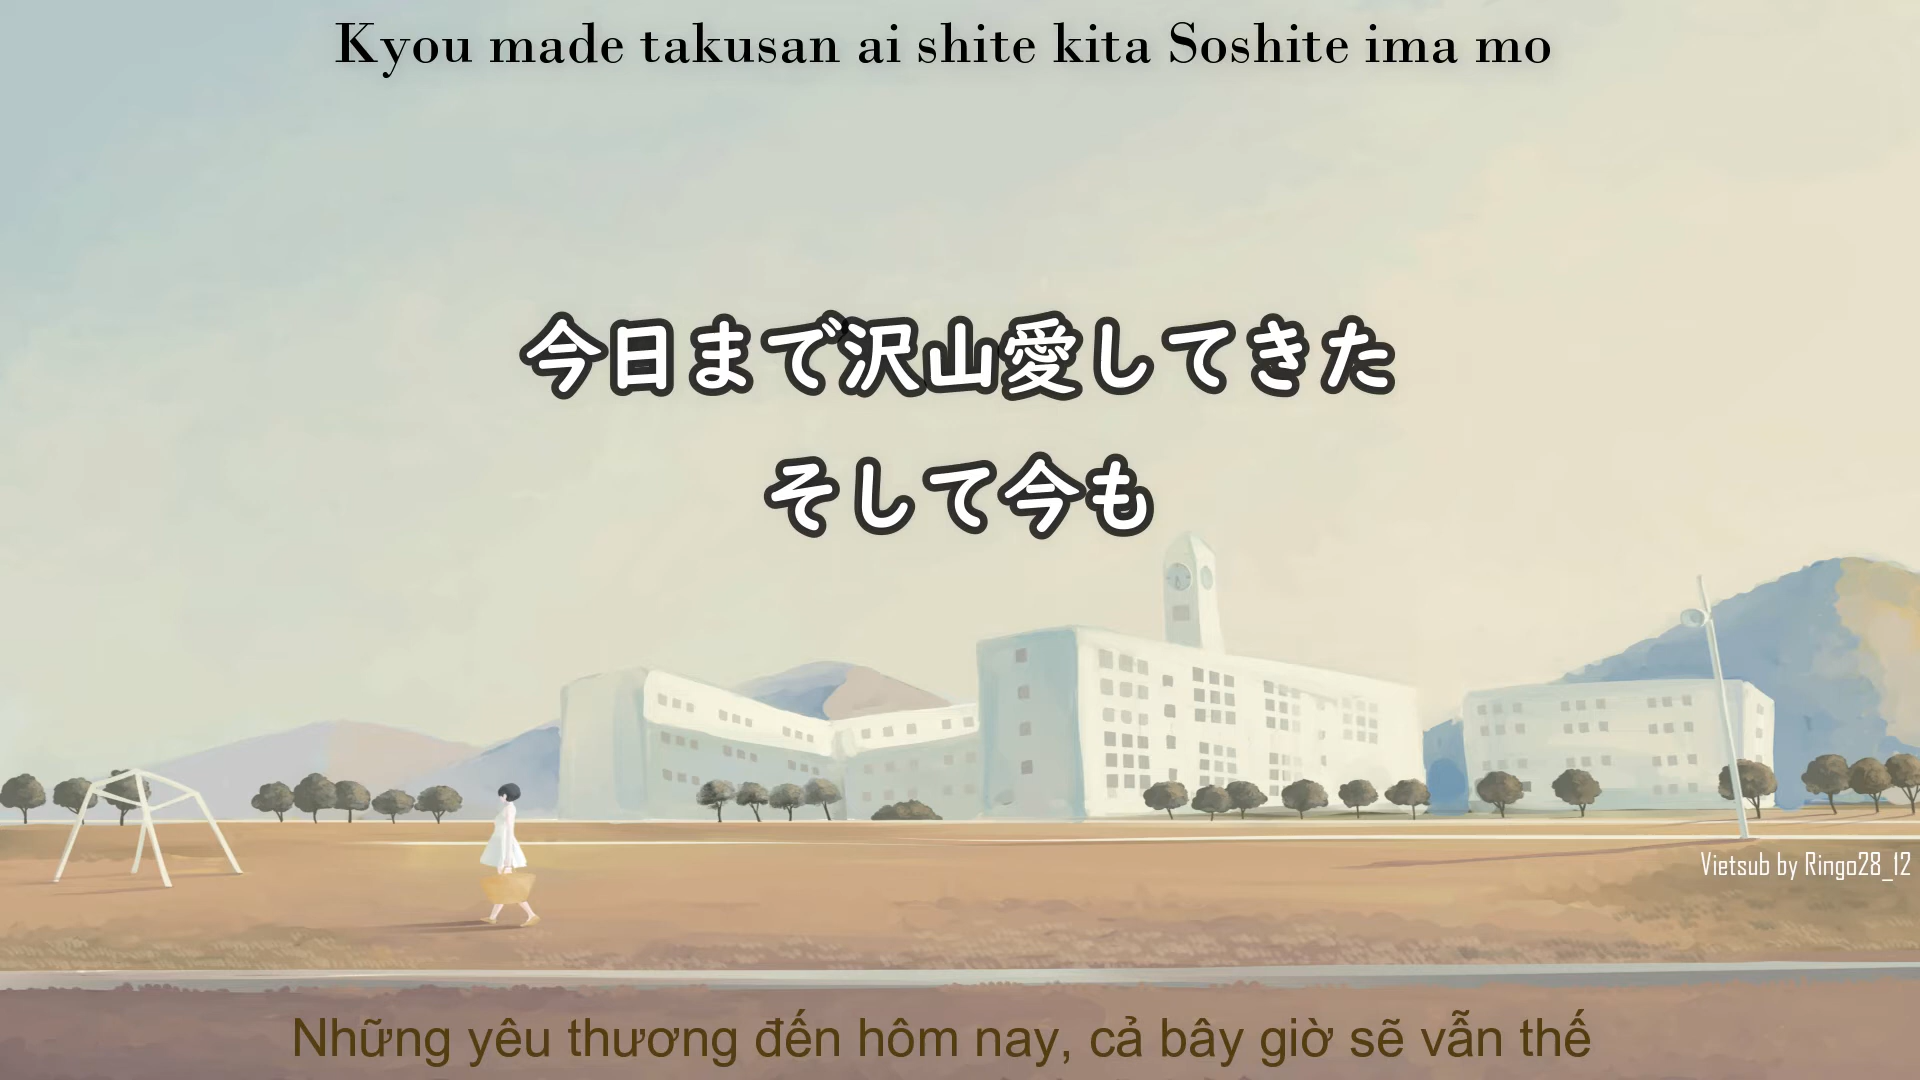 Kyou made takusan ai shite kita Soshite ima mo
今日まで沢山愛してきた
そして今も
Vietsub by Ringo28_12
Những yêu thương đến hôm nay, cả bây giờ sẽ vẫn thế